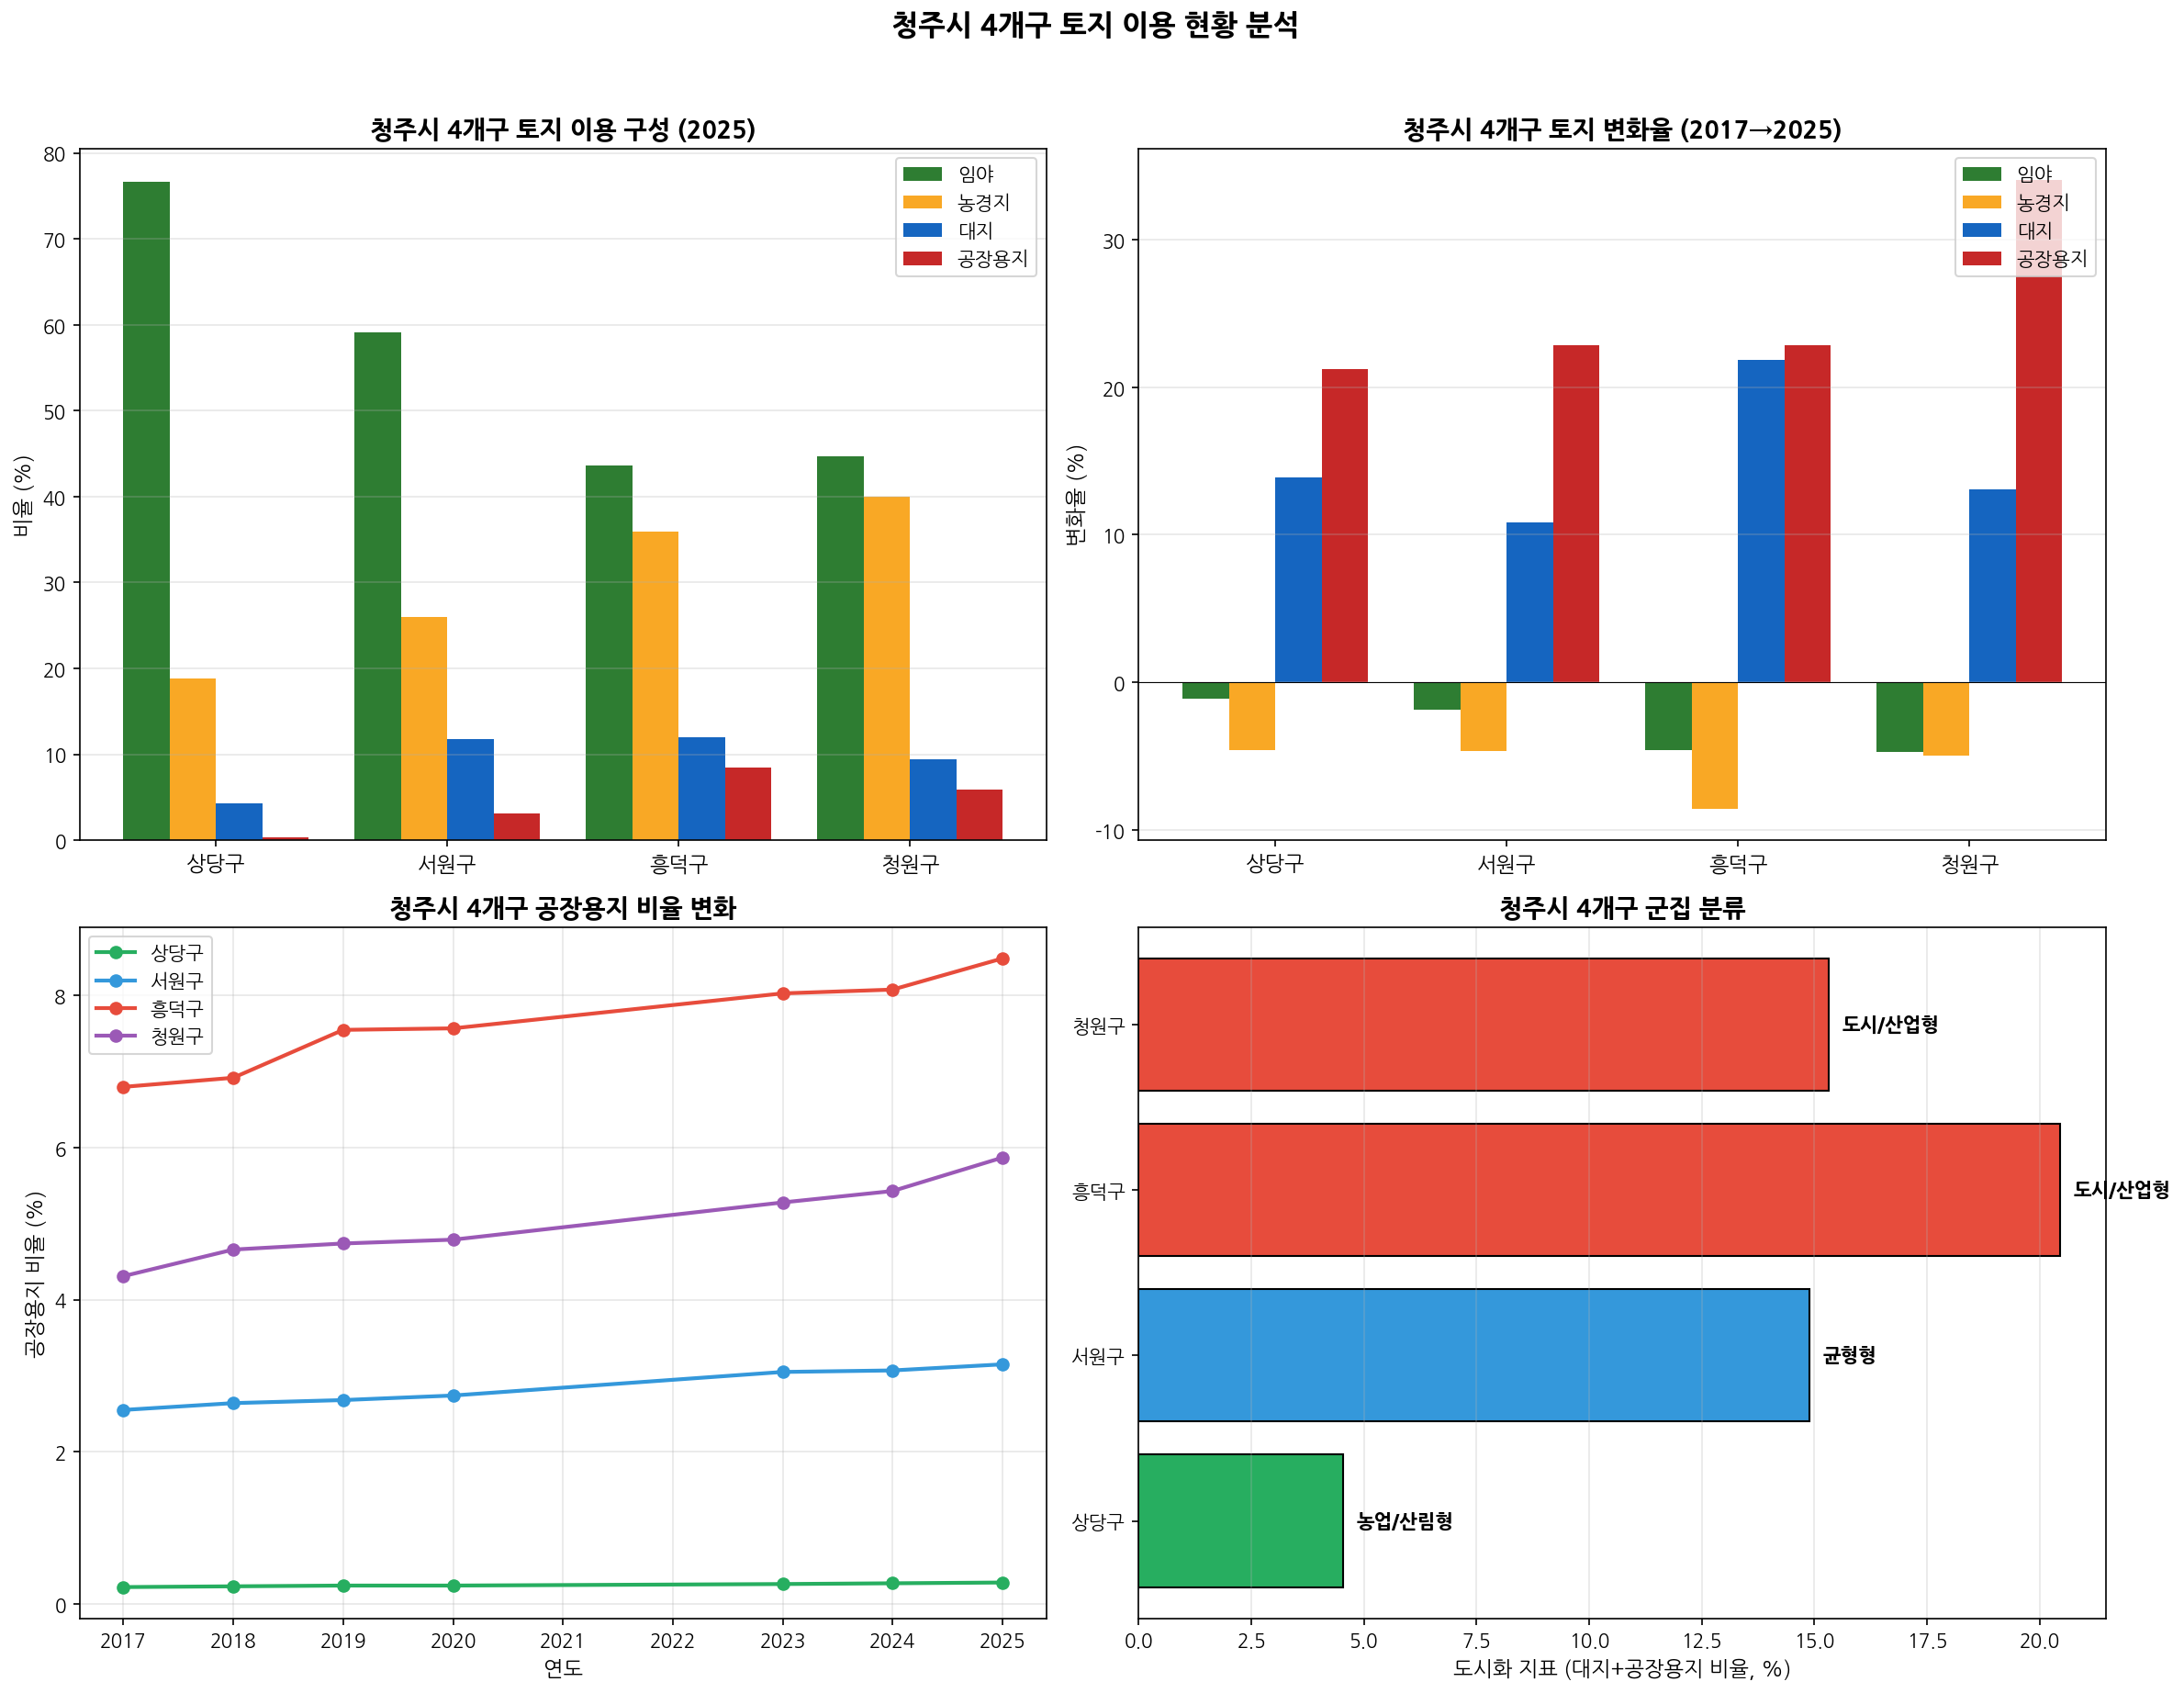 청주시 4개구 토지 이용 현황 분석
청주시 4개구 토지 이용 구성 (2025)
80
70
60
50
40
30
20
10
0
비율 (%)
임야
농경지
대지
공장용지
상당구
서원구
흥덕구
청원구
청주시 4개구 토지 변화율 (2017→2025)
30
20
10
0
-10
변화율 (%)
임야
농경지
대지
공장용지
상당구
서원구
흥덕구
청원구
청주시 4개구 공장용지 비율 변화
상당구
서원구
흥덕구
청원구
8
6
4
2
0
공장용지 비율 (%)
2017
2018
2019
2020
2021
2022
2023
2024
2025
연도
청주시 4개구 군집 분류
청원구
도시/산업형
흥덕구
도시/산업형
서원구
균형형
상당구
농업/산림형
0.0
2.5
5.0
7.5
10.0
12.5
15.0
17.5
20.0
도시화 지표 (대지+공장용지 비율, %)